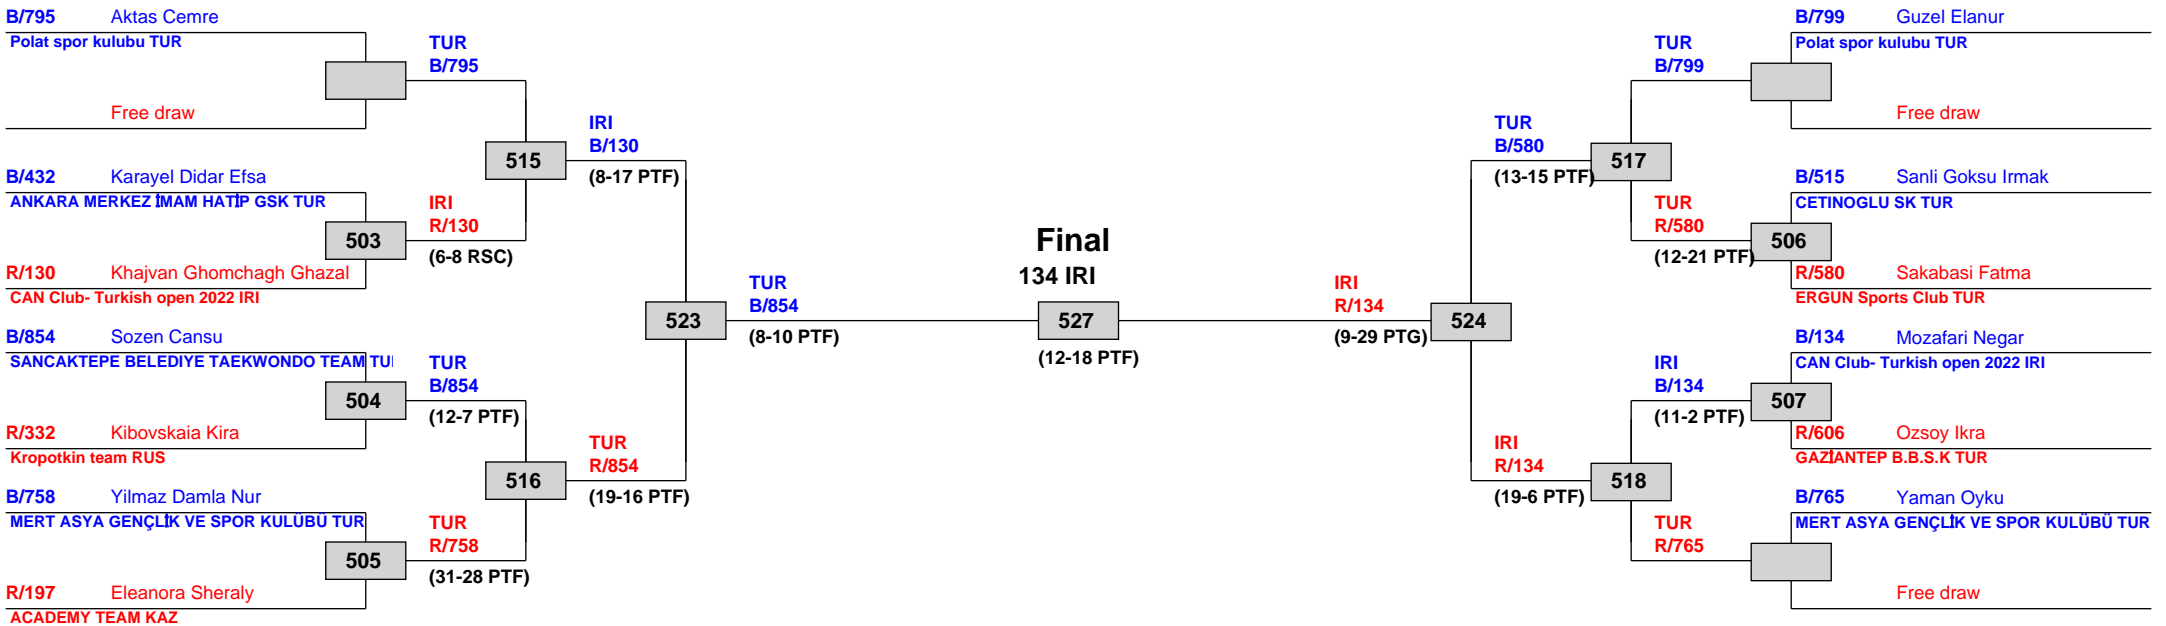 B/795 Aktas Cemre
Polat spor kulubu TUR
Free draw
B/432 Karayel Didar Efsa
ANKARA MERKEZ İMAM HATİP GSK TUR
503
R/130 Khajvan Ghomchagh Ghazal
CAN Club- Turkish open 2022 IRI
B/854 Sozen Cansu
SANCAKTEPE BELEDIYE TAEKWONDO TEAM TUI
504
R/332 Kibovskaia Kira
Kropotkin team RUS
B/758 Yilmaz Damla Nur
MERT ASYA GENÇLİK VE SPOR KULÜBÜ TUR
505
R/197 Eleanora Sheraly
ACADEMY TEAM KAZ
TUR
B/795
515
IRI
R/130
(6-8 RSC)
TUR
B/854
(12-7 PTF)
516
TUR
R/758
(31-28 PTF)
IRI
B/130
(8-17 PTF)
523
TUR
R/854
(19-16 PTF)
TUR
B/854
(8-10 PTF)
Final
134 IRI
527
(12-18 PTF)
IRI
R/134
(9-29 PTG)
TUR
B/580
(13-15 PTF)
524
IRI
R/134
(19-6 PTF)
TUR
B/799
517
TUR
R/580
(12-21 PTF)
IRI
B/134
(11-2 PTF)
518
TUR
R/765
B/799 Guzel Elanur
Polat spor kulubu TUR
Free draw
B/515 Sanli Goksu Irmak
CETINOGLU SK TUR
506
R/580 Sakabasi Fatma
ERGUN Sports Club TUR
B/134 Mozafari Negar
CAN Club- Turkish open 2022 IRI
507
R/606 Ozsoy Ikra
GAZİANTEP B.B.S.K TUR
B/765 Yaman Oyku
MERT ASYA GENÇLİK VE SPOR KULÜBÜ TUR
Free draw